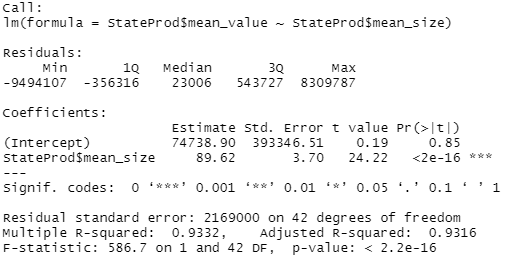 Call:
lm(formula = StateProd$mean_value ~ StateProd$mean_size)
Residuals:
Min 1Q Median 3Q Max
-9494107 -356316 23006 543727 8309787
Coefficients:
Estimate Std. Error t value Pr(>|t|)
(Intercept) 74738.90 393346.51 0.19 0.85
StateProd$mean_size 89.62 3.70 24.22 <2e-16 ***
---
Signif. codes: 0 ‘***’ 0.001 ‘**’ 0.01 ‘*’ 0.05 ‘.’ 0.1 ‘ ’ 1
Residual standard error: 2169000 on 42 degrees of freedom
Multiple R-squared: 0.9332, Adjusted R-squared: 0.9316
F-statistic: 586.7 on 1 and 42 DF, p-value: < 2.2e-16